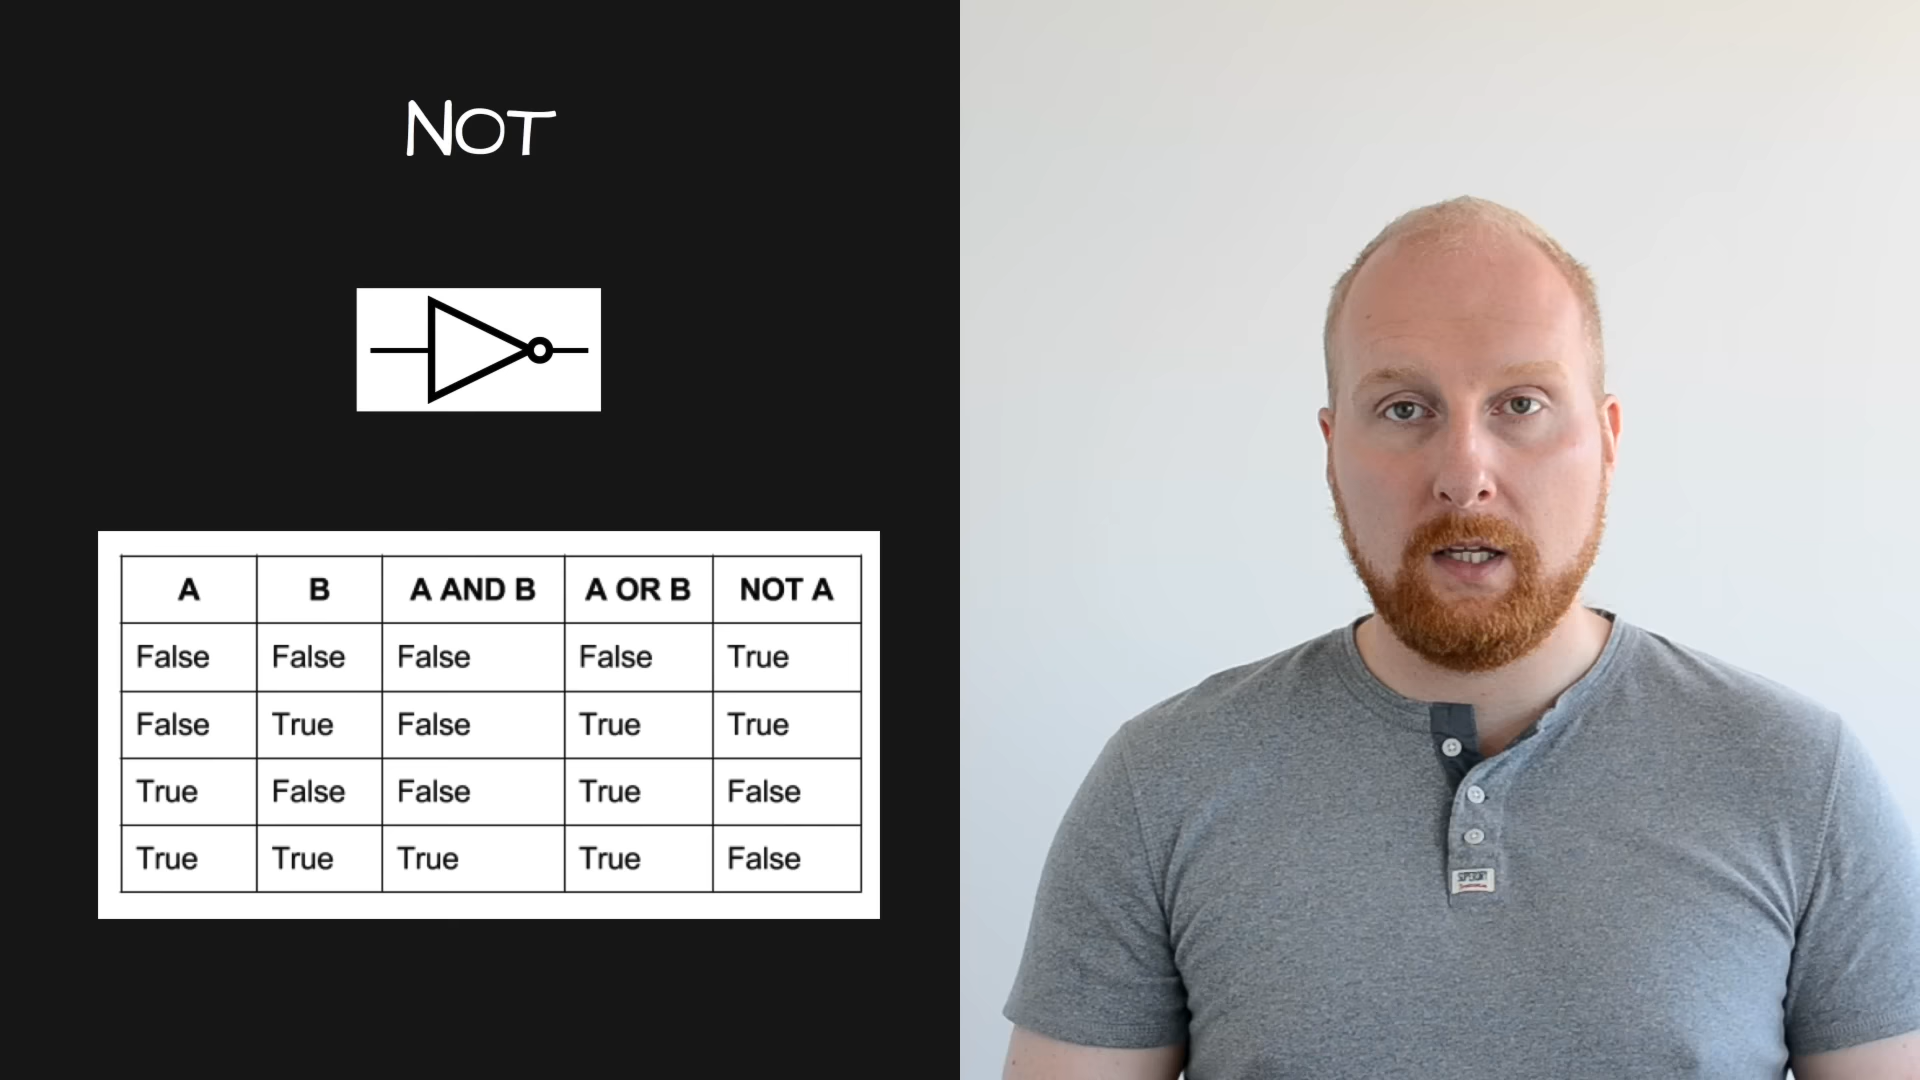 NOT
A B A AND B A OR B NOT A
False False False False True
False True False True True
True False False True False
True True True True False
SUPERDRY